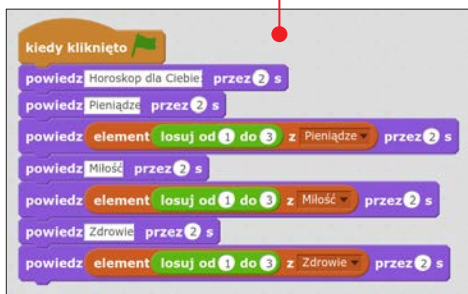 kiedy kliknięto
powiedz Horoskop dla Ciebie: przez 2 s
powiedz Pieniądze przez 2 s
powiedz element losuj od 1 do 3 z Pieniądze przez 2 s
powiedz Miłość przez 2 s
powiedz element losuj od 1 do 3 z Miłość przez 2 s
powiedz Zdrowie przez 2 s
powiedz element losuj od 1 do 3 z Zdrowie przez 2 s